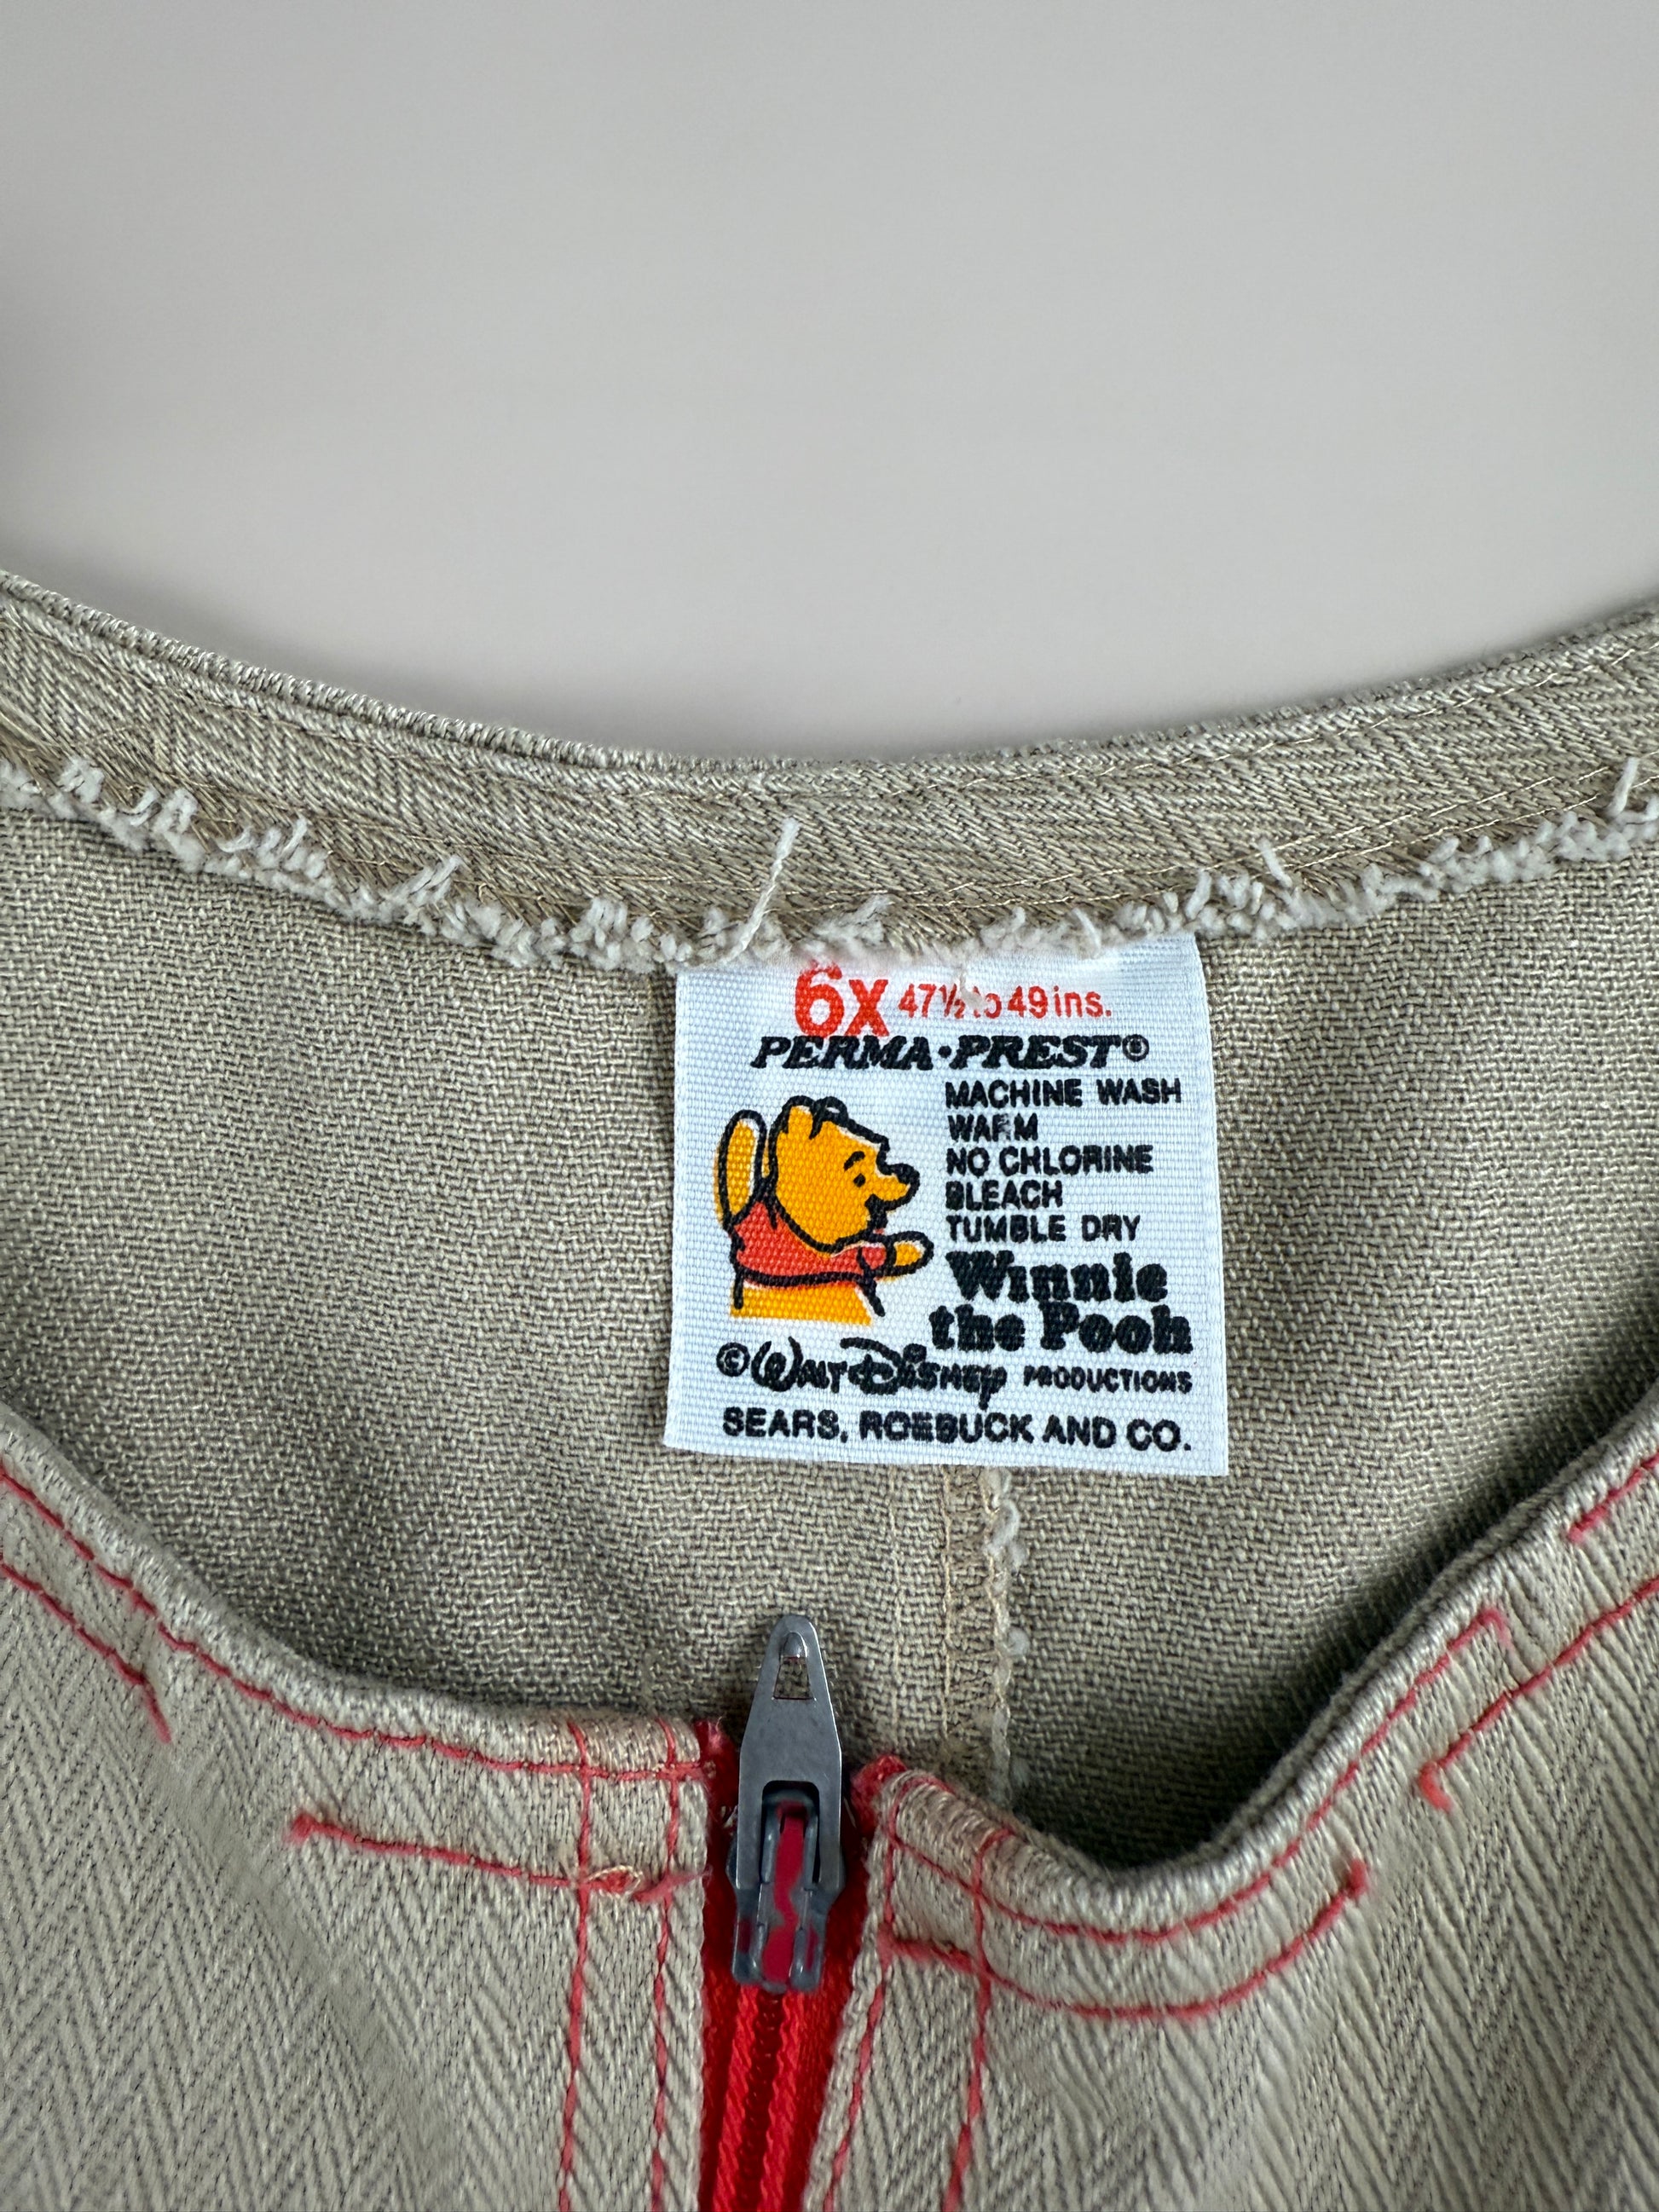 6x 47½ to 49 ins.
PERMA·PREST®
MACHINE WASH
WARM
NO CHLORINE
BLEACH
TUMBLE DRY
Winnie
the Pooh
© WALT DISNEY PRODUCTIONS
SEARS, ROEBUCK AND CO.